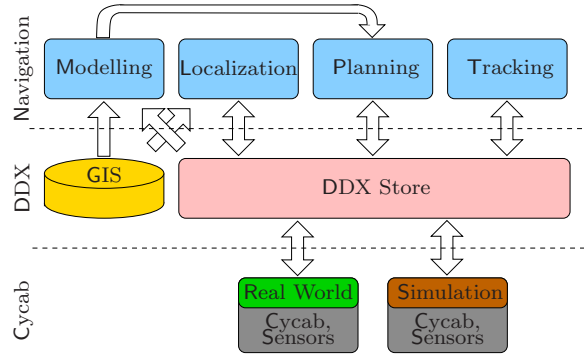 Navigation
Modelling
Localization
Planning
Tracking
DDX
GIS
DDX Store
Cycab
Real World
Cycab,
Sensors
Simulation
Cycab,
Sensors